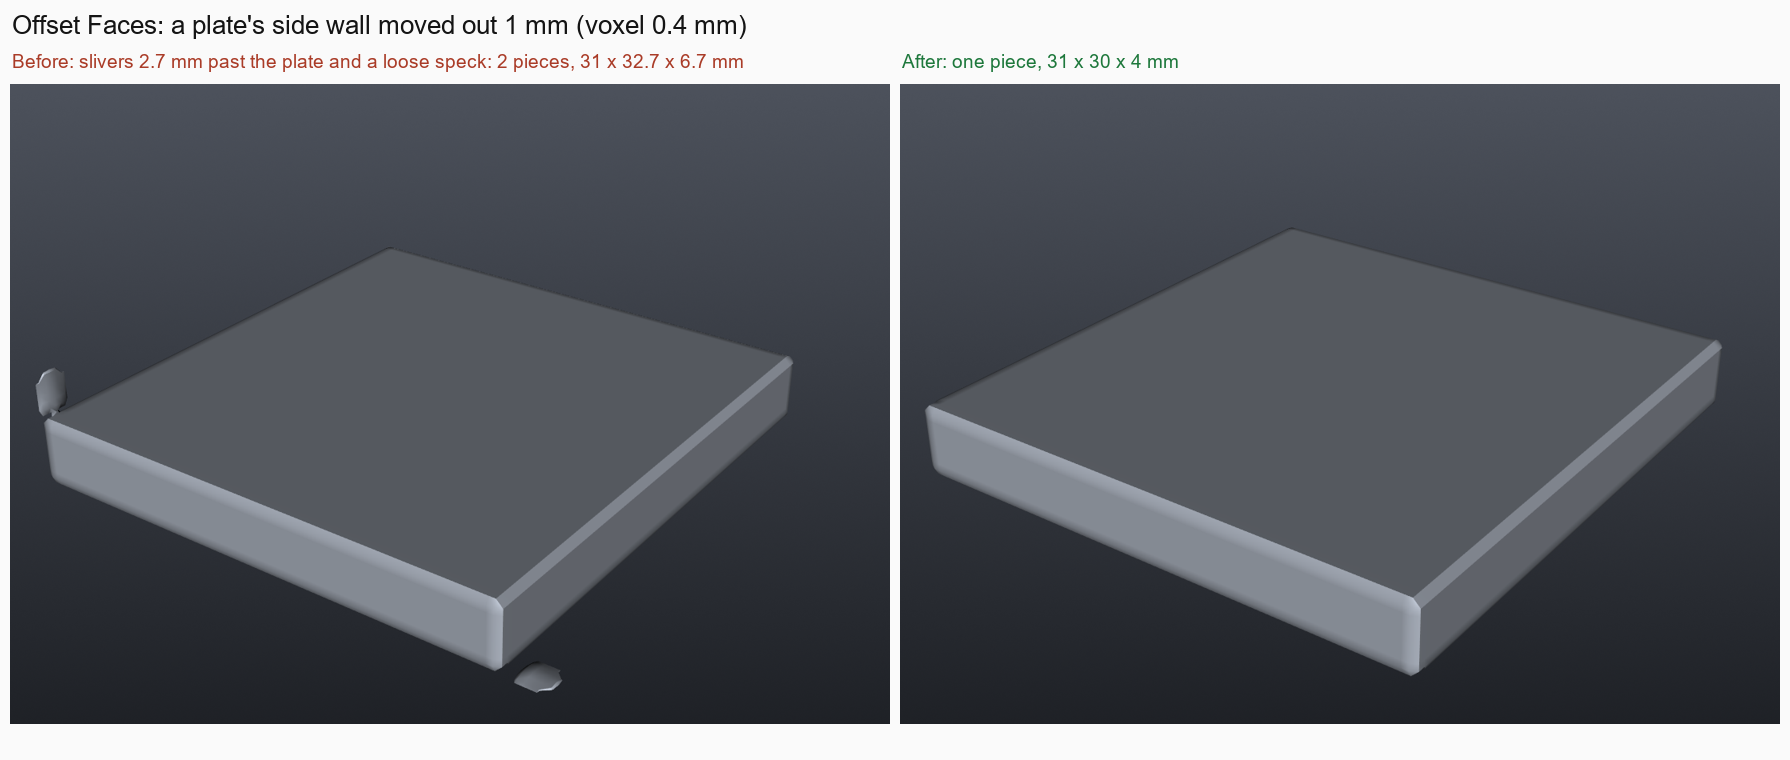 Offset Faces: a plate's side wall moved out 1 mm (voxel 0.4 mm)
Before: slivers 2.7 mm past the plate and a loose speck: 2 pieces, 31 x 32.7 x 6.7 mm
After: one piece, 31 x 30 x 4 mm